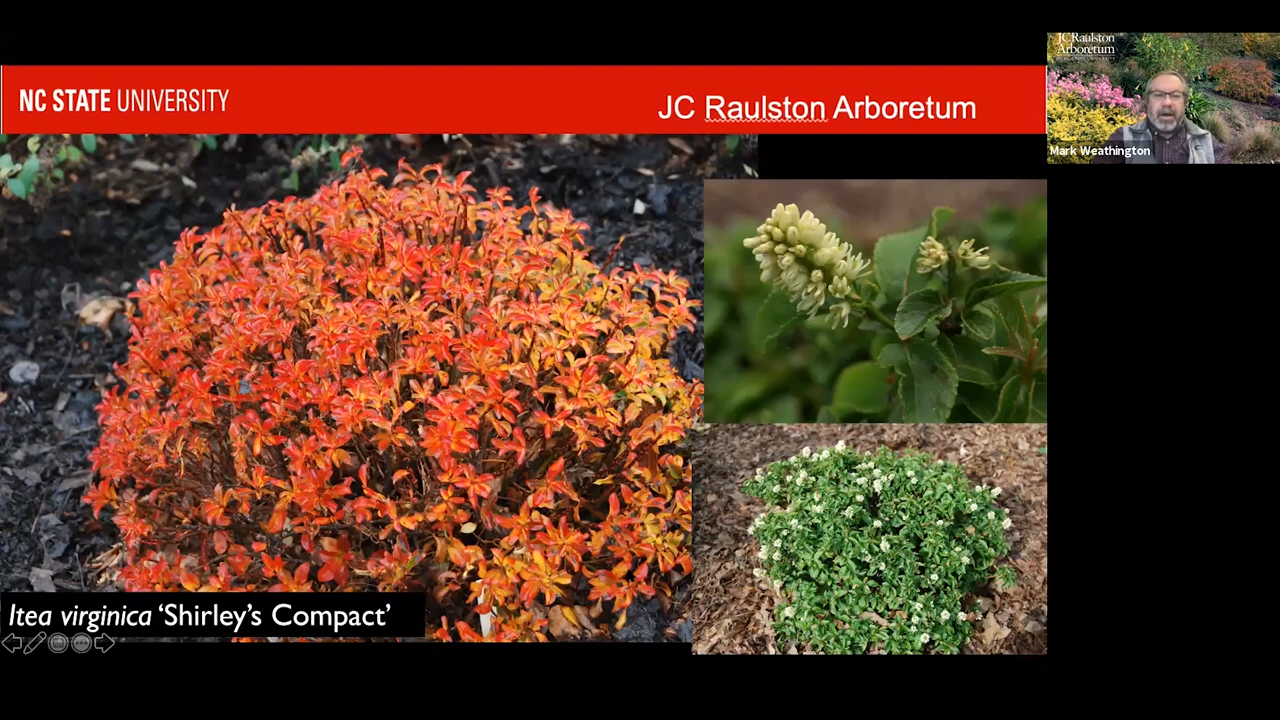 NC STATE UNIVERSITY
JC Raulston Arboretum
JC Raulston
Arboretum
Mark Weathington
Itea virginica ‘Shirley’s Compact’